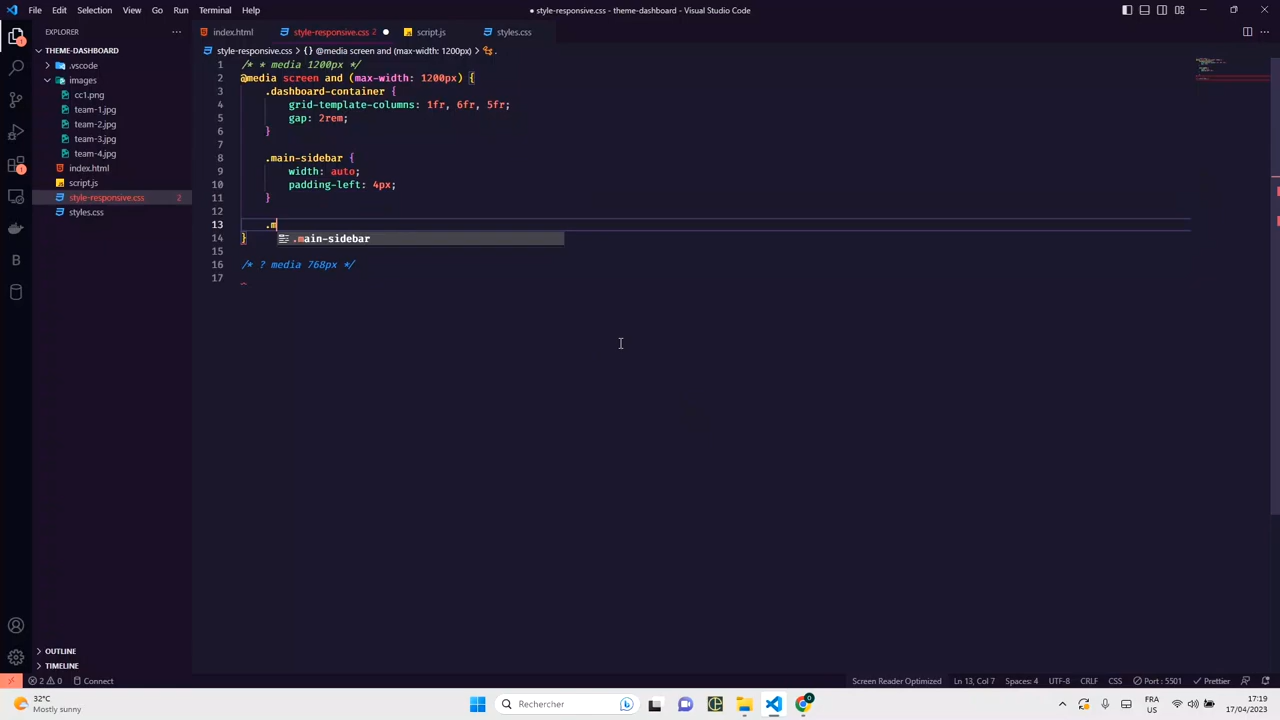 File Edit Selection View Go Run Terminal Help
style-responsive.css - theme-dashboard - Visual Studio Code
EXPLORER
THEME-DASHBOARD
.vscode
images
cc1.png
team-1.jpg
team-2.jpg
team-3.jpg
team-4.jpg
index.html
script.js
style-responsive.css 2
styles.css
OUTLINE
TIMELINE
index.html style-responsive.css 2 script.js styles.css
style-responsive.css > {} @media screen and (max-width: 1200px) > .
1 /* * media 1200px */
2 @media screen and (max-width: 1200px) {
3 .dashboard-container {
4 grid-template-columns: 1fr, 6fr, 5fr;
5 gap: 2rem;
6 }
7
8 .main-sidebar {
9 width: auto;
10 padding-left: 4px;
11 }
12
13 .m
14 }
.main-sidebar
15
16 /* ? media 768px */
17
2 0 Connect
Screen Reader Optimized Ln 13, Col 7 Spaces: 4 UTF-8 CRLF CSS Port : 5501 Prettier
32°C
Mostly sunny
Rechercher
FRA
US
17:19
17/04/2023